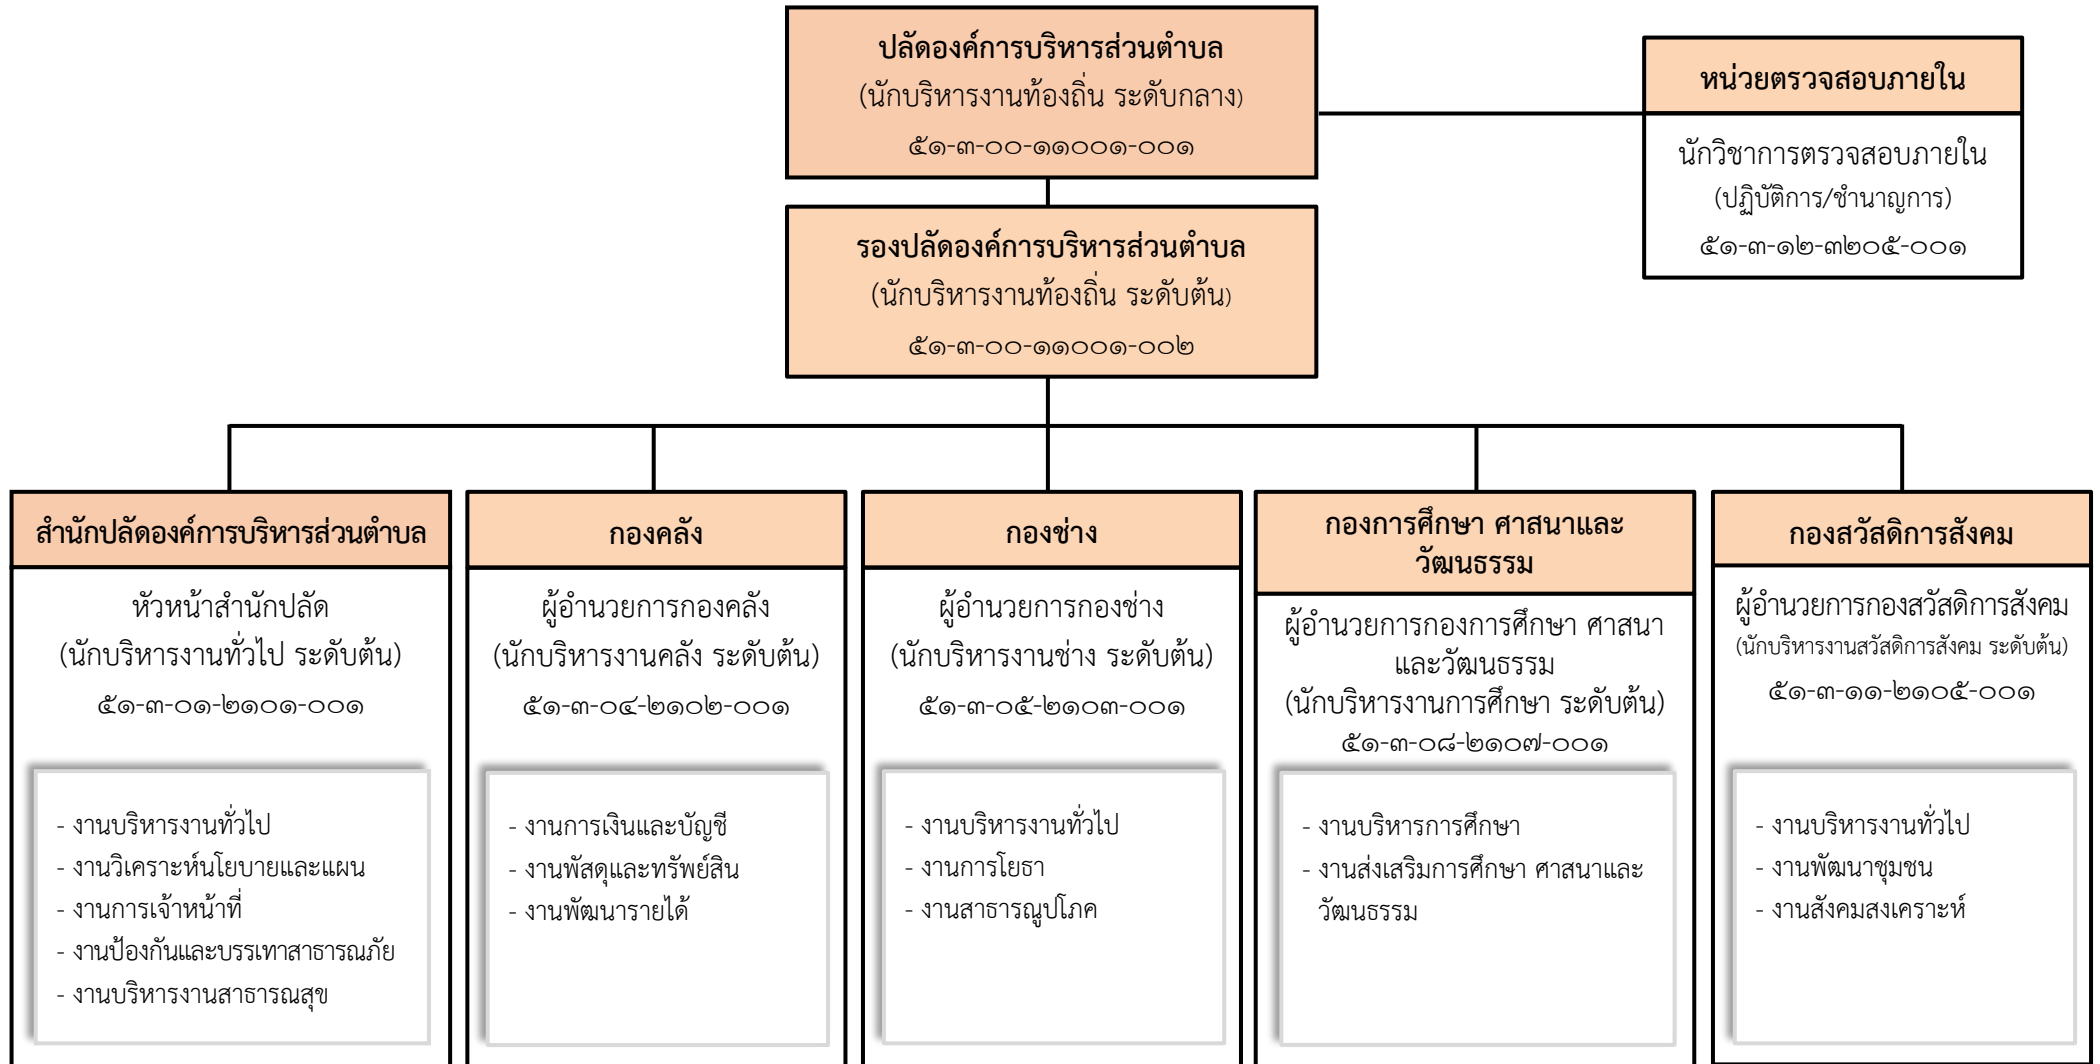 ปลัดองค์การบริหารส่วนตำบล
(นักบริหารงานท้องถิ่น ระดับกลาง)
๕๑-๓-๐๐-๑๑๐๐๑-๐๐๑
หน่วยตรวจสอบภายใน
นักวิชาการตรวจสอบภายใน
(ปฏิบัติการ/ชำนาญการ)
๕๑-๓-๑๒-๓๒๐๕-๐๐๑
รองปลัดองค์การบริหารส่วนตำบล
(นักบริหารงานท้องถิ่น ระดับต้น)
๕๑-๓-๐๐-๑๑๐๐๑-๐๐๒
สำนักปลัดองค์การบริหารส่วนตำบล
หัวหน้าสำนักปลัด
(นักบริหารงานทั่วไป ระดับต้น)
๕๑-๓-๐๑-๒๑๐๑-๐๐๑
- งานบริหารงานทั่วไป
- งานวิเคราะห์นโยบายและแผน
- งานการเจ้าหน้าที่
- งานป้องกันและบรรเทาสาธารณภัย
- งานบริหารงานสาธารณสุข
กองคลัง
ผู้อำนวยการกองคลัง
(นักบริหารงานคลัง ระดับต้น)
๕๑-๓-๐๔-๒๑๐๒-๐๐๑
- งานการเงินและบัญชี
- งานพัสดุและทรัพย์สิน
- งานพัฒนารายได้
กองช่าง
ผู้อำนวยการกองช่าง
(นักบริหารงานช่าง ระดับต้น)
๕๑-๓-๐๕-๒๑๐๓-๐๐๑
- งานบริหารงานทั่วไป
- งานการโยธา
- งานสาธารณูปโภค
กองการศึกษา ศาสนาและ
วัฒนธรรม
ผู้อำนวยการกองการศึกษา ศาสนา
และวัฒนธรรม
(นักบริหารงานการศึกษา ระดับต้น)
๕๑-๓-๐๘-๒๑๐๗-๐๐๑
- งานบริหารการศึกษา
- งานส่งเสริมการศึกษา ศาสนาและ
วัฒนธรรม
กองสวัสดิการสังคม
ผู้อำนวยการกองสวัสดิการสังคม
(นักบริหารงานสวัสดิการสังคม ระดับต้น)
๕๑-๓-๑๑-๒๑๐๕-๐๐๑
- งานบริหารงานทั่วไป
- งานพัฒนาชุมชน
- งานสังคมสงเคราะห์